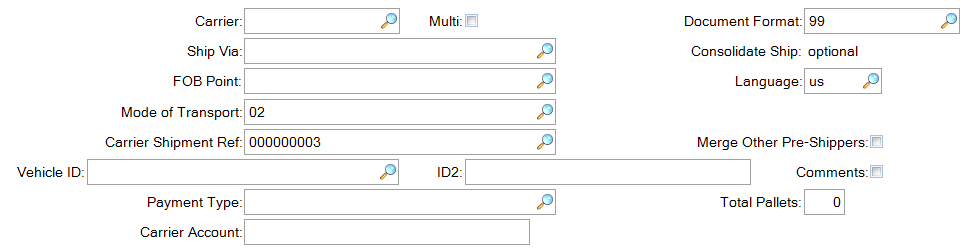 Carrier: Multi: Document Format: 99
Ship Via: Consolidate Ship: optional
FOB Point: Language: us
Mode of Transport: 02
Carrier Shipment Ref: 000000003 Merge Other Pre-Shippers:
Vehicle ID: ID2: Comments:
Payment Type: Total Pallets: 0
Carrier Account: